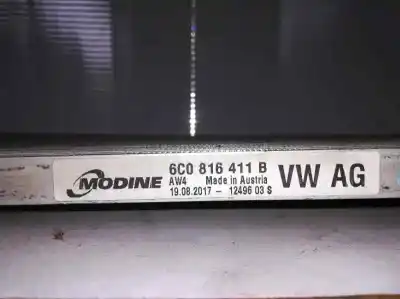 MODINE
6C0 816 411 B
AW4 Made in Austria
19.08.2017 – 12496 03 S
VW AG